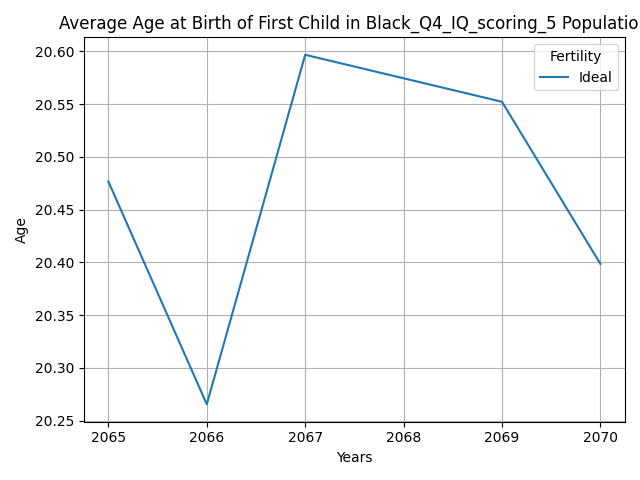 Average Age at Birth of First Child in Black_Q4_IQ_scoring_5 Populatio
20.60
20.55
20.50
20.45
20.40
20.35
20.30
20.25
Age
Fertility
Ideal
2065 2066 2067 2068 2069 2070
Years